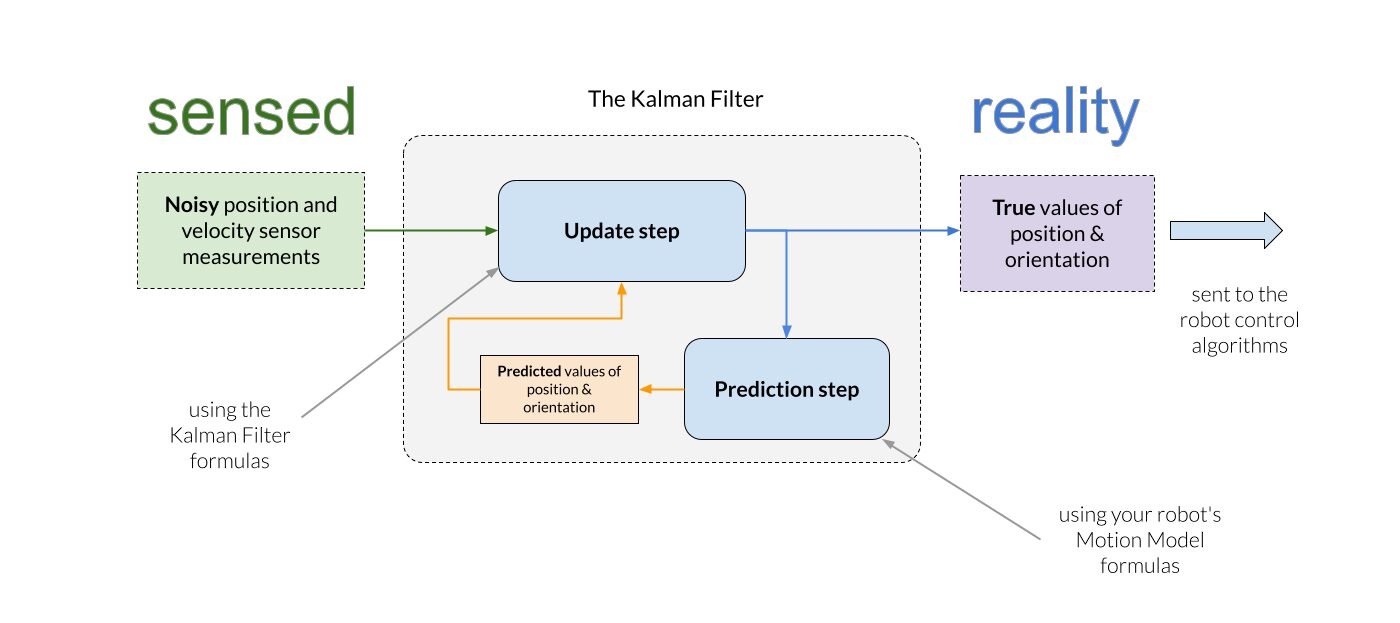 The Kalman Filter
sensed
reality
Noisy position and
velocity sensor
measurements
Update step
True values of
position &
orientation
sent to the
robot control
algorithms
Predicted values of
position &
orientation
Prediction step
using the
Kalman Filter
formulas
using your robot's
Motion Model
formulas